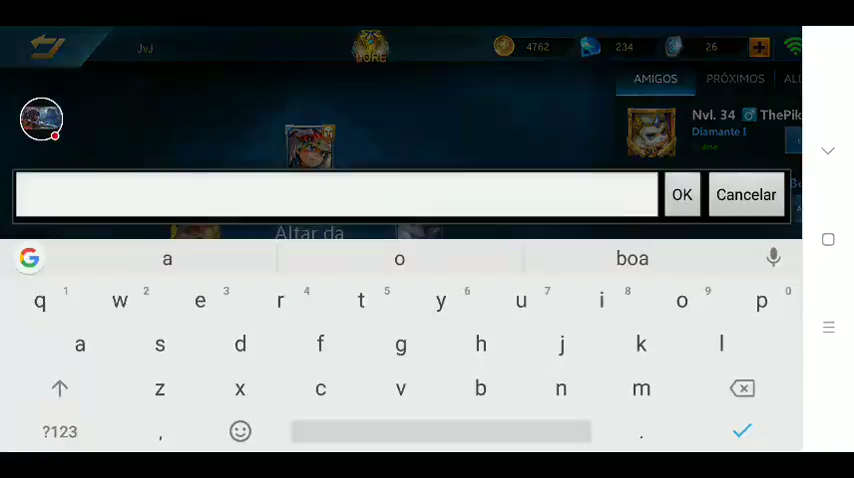 JvJ
LORE
4762
234
26
AMIGOS
PRÓXIMOS
Nvl. 34
ThePik
Diamante I
Online
OK
Cancelar
Altar da
a o boa
q 1 w 2 e 3 r 4 t 5 y 6 u 7 i 8 o 9 p 0
a s d f g h j k l
z x c v b n m
?123 , .